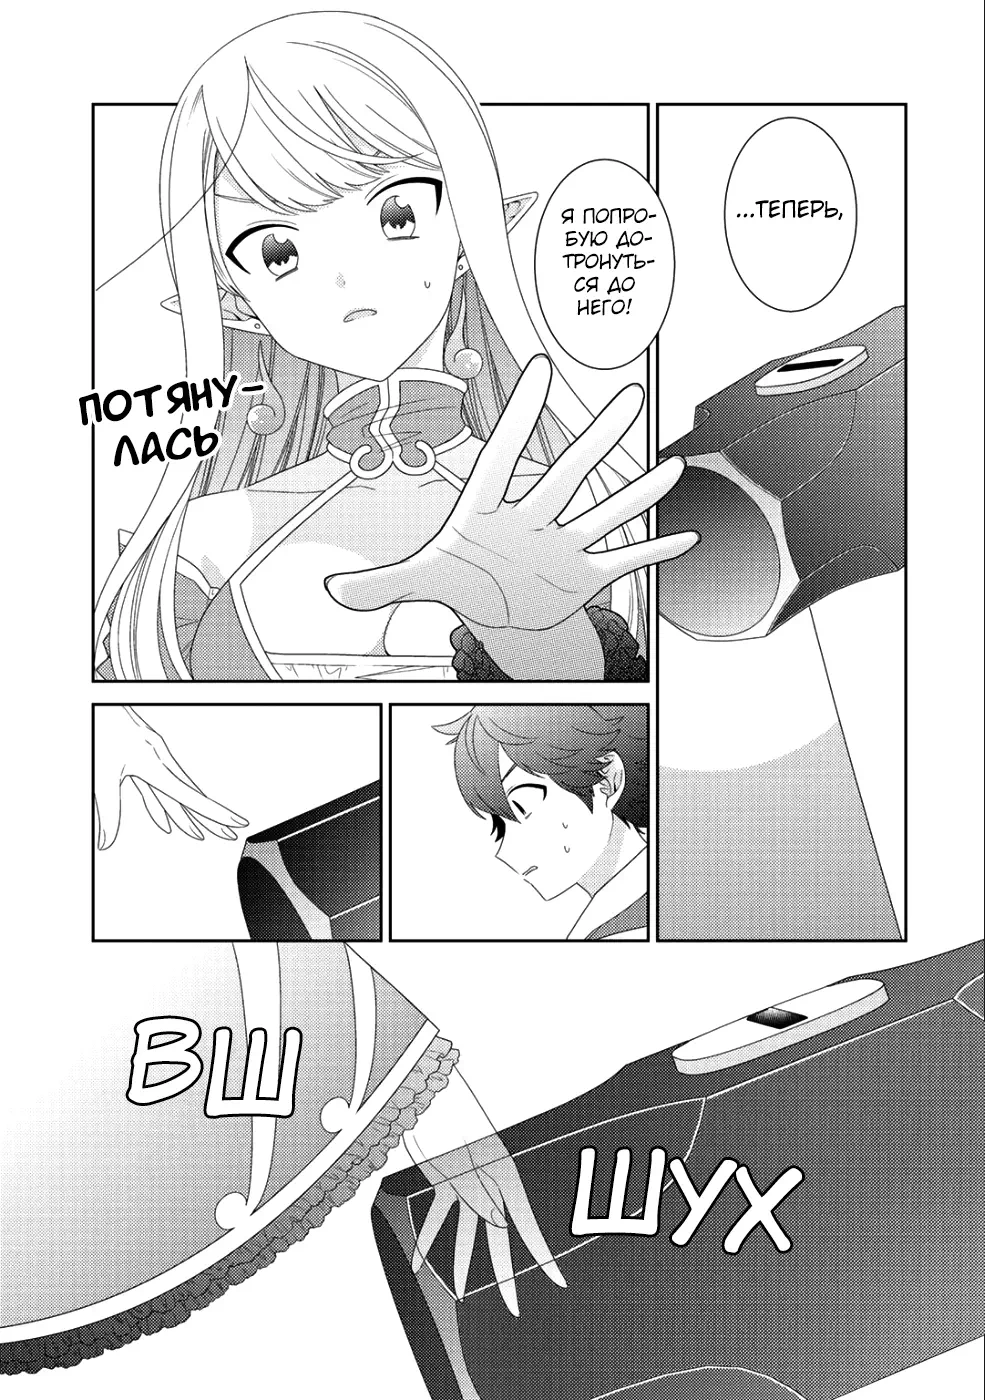 ...ТЕПЕРЬ,
Я ПОПРО-
БУЮ ДО-
ТРОНУТЬ-
СЯ ДО
НЕГО!
ПОТЯНУ-
ЛАСЬ
ВШ
ШУХ